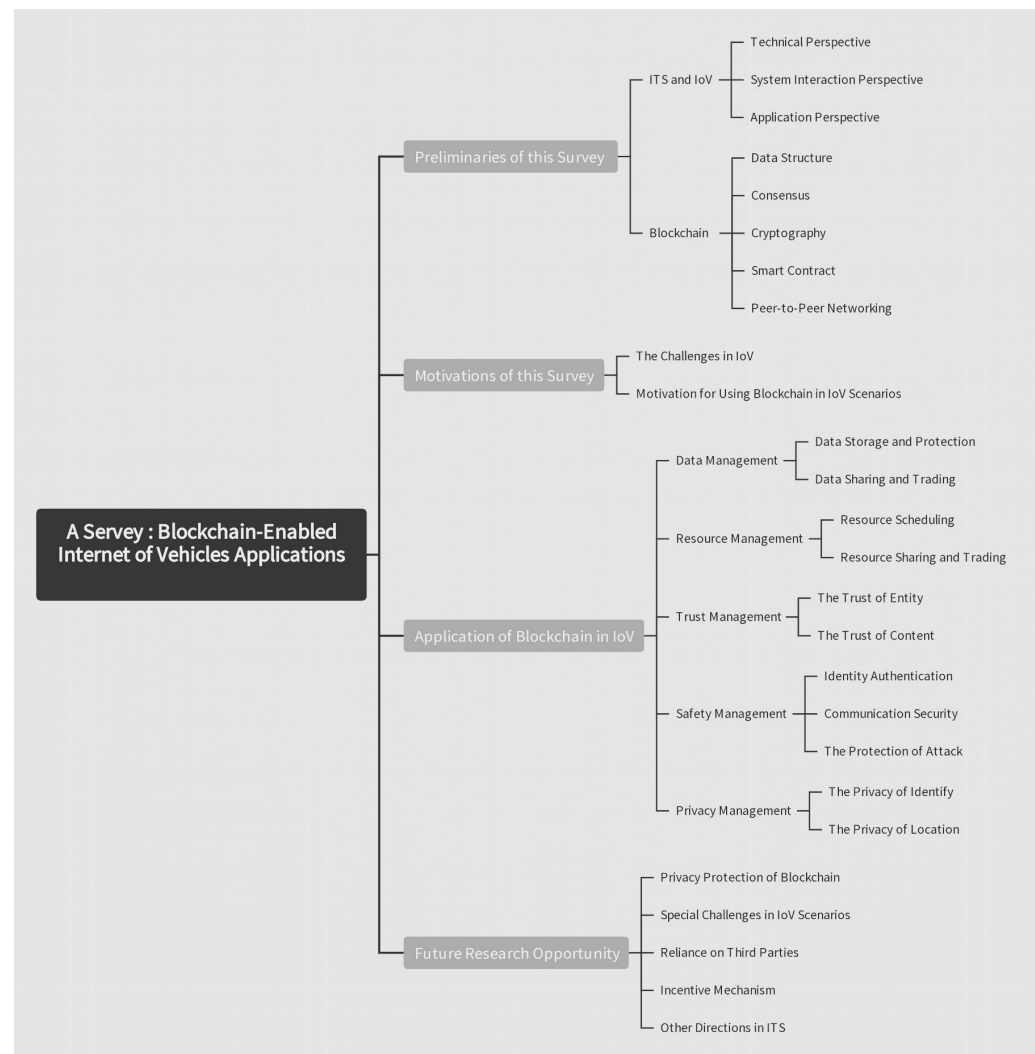 A Servey : Blockchain-Enabled
Internet of Vehicles Applications
Preliminaries of this Survey
ITS and IoV
Technical Perspective
System Interaction Perspective
Application Perspective
Blockchain
Data Structure
Consensus
Cryptography
Smart Contract
Peer-to-Peer Networking
Motivations of this Survey
The Challenges in IoV
Motivation for Using Blockchain in IoV Scenarios
Application of Blockchain in IoV
Data Management
Data Storage and Protection
Data Sharing and Trading
Resource Management
Resource Scheduling
Resource Sharing and Trading
Trust Management
The Trust of Entity
The Trust of Content
Safety Management
Identity Authentication
Communication Security
The Protection of Attack
Privacy Management
The Privacy of Identify
The Privacy of Location
Future Research Opportunity
Privacy Protection of Blockchain
Special Challenges in IoV Scenarios
Reliance on Third Parties
Incentive Mechanism
Other Directions in ITS